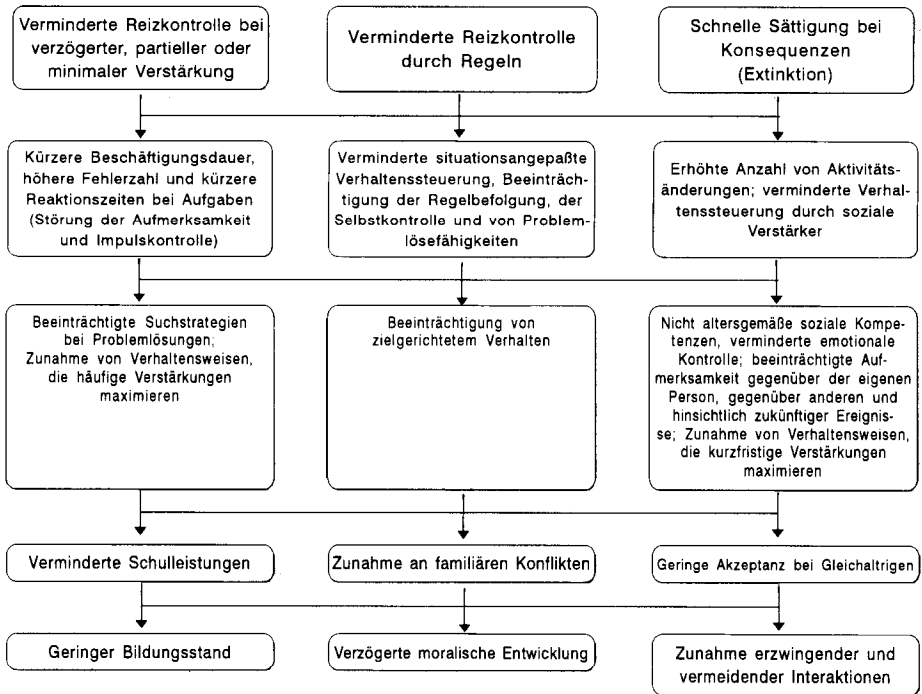 Verminderte Reizkontrolle bei
verzögerter, partieller oder
minimaler Verstärkung
Verminderte Reizkontrolle
durch Regeln
Schnelle Sättigung bei
Konsequenzen
(Extinktion)
Kürzere Beschäftigungsdauer,
höhere Fehlerzahl und kürzere
Reaktionszeiten bei Aufgaben
(Störung der Aufmerksamkeit
und Impulskontrolle)
Verminderte situationsangepaßte
Verhaltenssteuerung, Beeinträch-
tigung der Regelbefolgung, der
Selbstkontrolle und von Problem-
lösefähigkeiten
Erhöhte Anzahl von Aktivitäts-
änderungen; verminderte Verhal-
tenssteuerung durch soziale
Verstärker
Beeinträchtigte Suchstrategien
bei Problemlösungen;
Zunahme von Verhaltensweisen,
die häufige Verstärkungen
maximieren
Beeinträchtigung von
zielgerichtetem Verhalten
Nicht altersgemäße soziale Kompe-
tenzen, verminderte emotionale
Kontrolle; beeinträchtigte Auf-
merksamkeit gegenüber der eigenen
Person, gegenüber anderen und
hinsichtlich zukünftiger Ereignis-
se; Zunahme von Verhaltensweisen,
die kurzfristige Verstärkungen
maximieren
Verminderte Schulleistungen
Zunahme an familiären Konflikten
Geringe Akzeptanz bei Gleichaltrigen
Geringer Bildungsstand
Verzögerte moralische Entwicklung
Zunahme erzwingender und
vermeidender Interaktionen